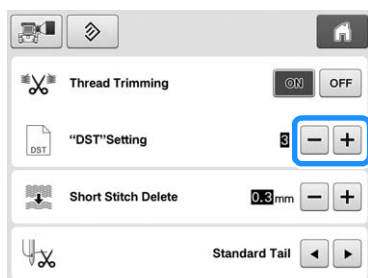 Thread Trimming ON OFF
DST "DST"Setting 3 − +
Short Stitch Delete 0.3mm − +
Standard Tail